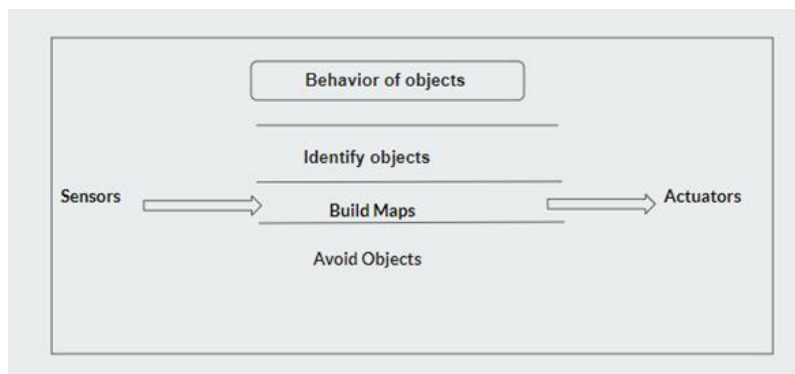 Behavior of objects
Identify objects
Sensors
Build Maps
Actuators
Avoid Objects